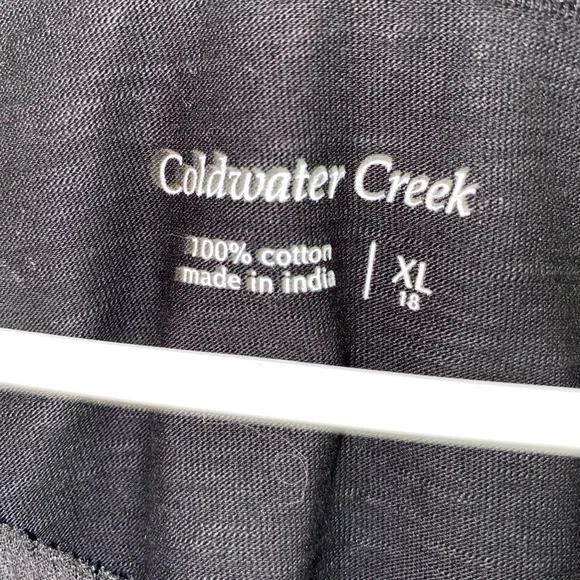 Coldwater Creek
100% cotton
made in india
XL
18